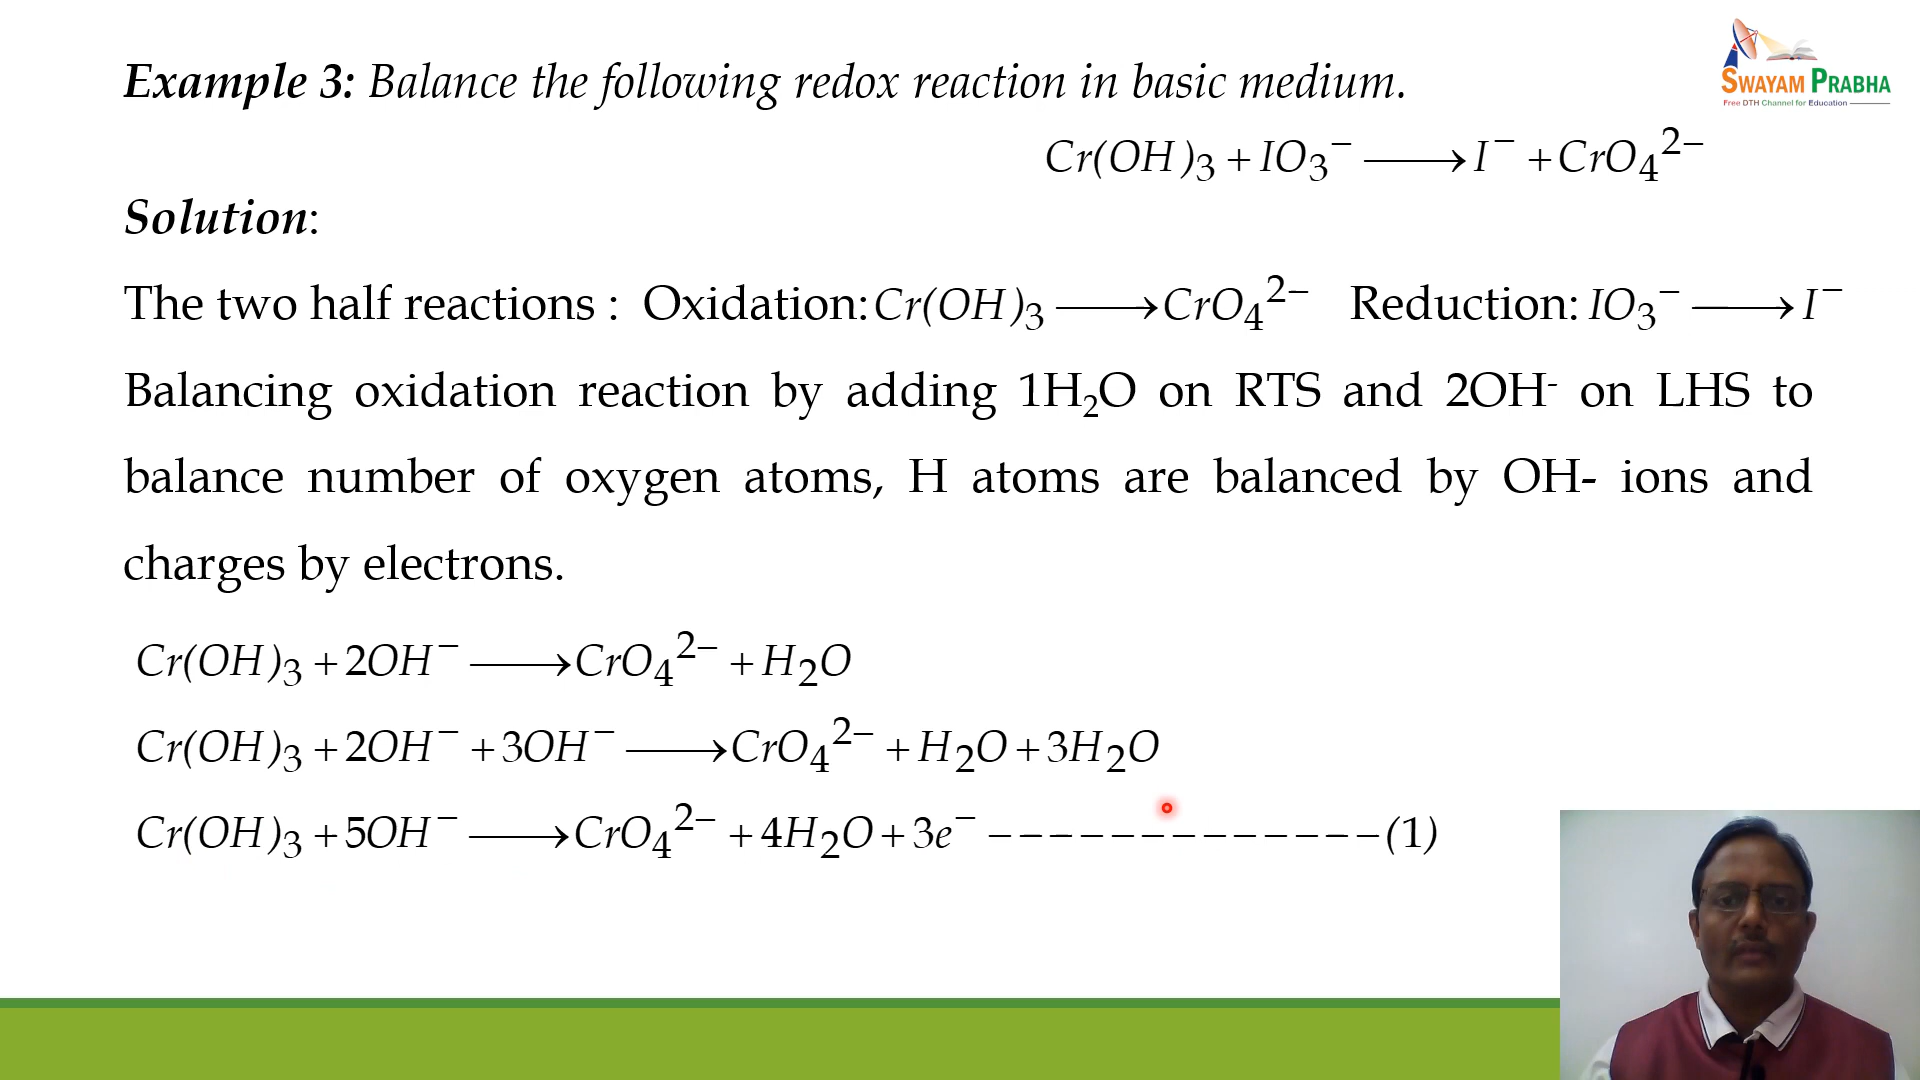 Example 3: Balance the following redox reaction in basic medium.
SWAYAM PRABHA
Free DTH Channel for Education
Cr(OH)₃ + IO₃⁻ ⟶ I⁻ + CrO₄²⁻
Solution:
The two half reactions : Oxidation: Cr(OH)₃ ⟶ CrO₄²⁻ Reduction: IO₃⁻ ⟶ I⁻
Balancing oxidation reaction by adding 1H₂O on RTS and 2OH⁻ on LHS to
balance number of oxygen atoms, H atoms are balanced by OH- ions and
charges by electrons.
Cr(OH)₃ + 2OH⁻ ⟶ CrO₄²⁻ + H₂O
Cr(OH)₃ + 2OH⁻ + 3OH⁻ ⟶ CrO₄²⁻ + H₂O + 3H₂O
Cr(OH)₃ + 5OH⁻ ⟶ CrO₄²⁻ + 4H₂O + 3e⁻ −−−−−−−−−−−−−(1)